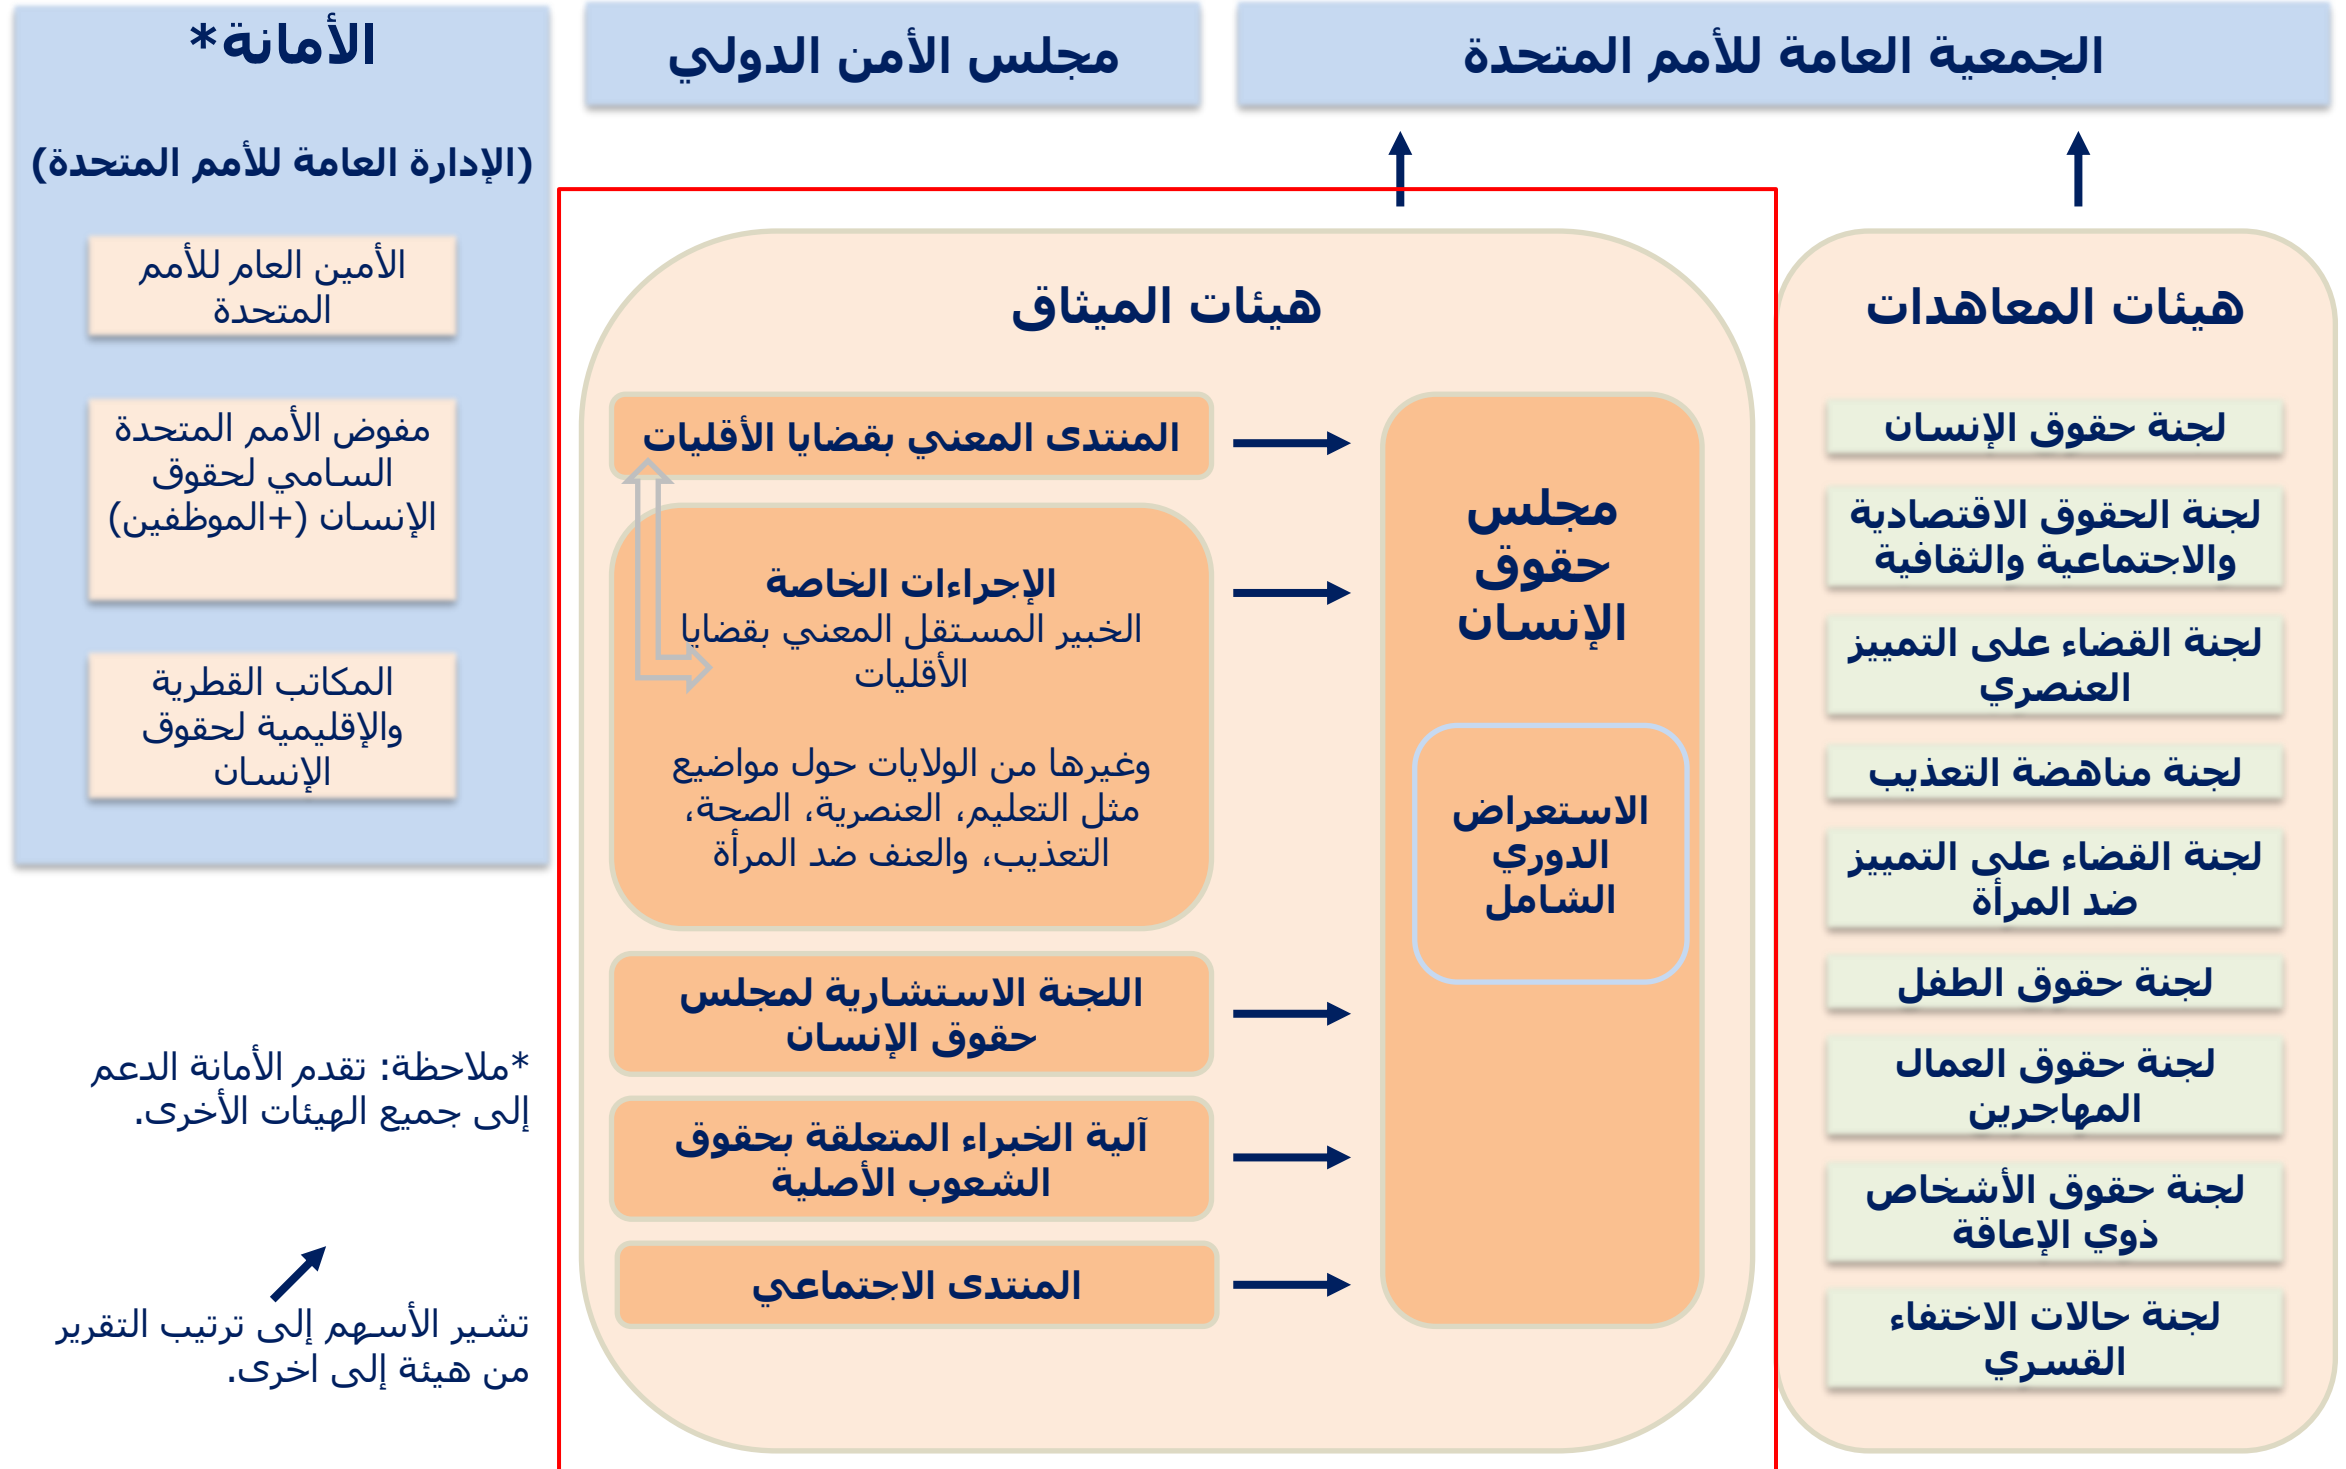 الجمعية العامة للأمم المتحدة
مجلس الأمن الدولي
الأمانة*
(الإدارة العامة للأمم المتحدة)
الأمين العام للأمم
المتحدة
مفوض الأمم المتحدة
السامي لحقوق
الإنسان (+الموظفين)
المكاتب القطرية
والإقليمية لحقوق
الإنسان
*ملاحظة: تقدم الأمانة الدعم
إلى جميع الهيئات الأخرى.
تشير الأسهم إلى ترتيب التقرير
من هيئة إلى اخرى.
هيئات المعاهدات
لجنة حقوق الإنسان
لجنة الحقوق الاقتصادية
والاجتماعية والثقافية
لجنة القضاء على التمييز
العنصري
لجنة مناهضة التعذيب
لجنة القضاء على التمييز
ضد المرأة
لجنة حقوق الطفل
لجنة حقوق العمال
المهاجرين
لجنة حقوق الأشخاص
ذوي الإعاقة
لجنة حالات الاختفاء
القسري
هيئات الميثاق
مجلس
حقوق
الإنسان
الاستعراض
الدوري
الشامل
المنتدى المعني بقضايا الأقليات
الإجراءات الخاصة
الخبير المستقل المعني بقضايا
الأقليات
وغيرها من الولايات حول مواضيع
مثل التعليم، العنصرية، الصحة،
التعذيب، والعنف ضد المرأة
اللجنة الاستشارية لمجلس
حقوق الإنسان
آلية الخبراء المتعلقة بحقوق
الشعوب الأصلية
المنتدى الاجتماعي